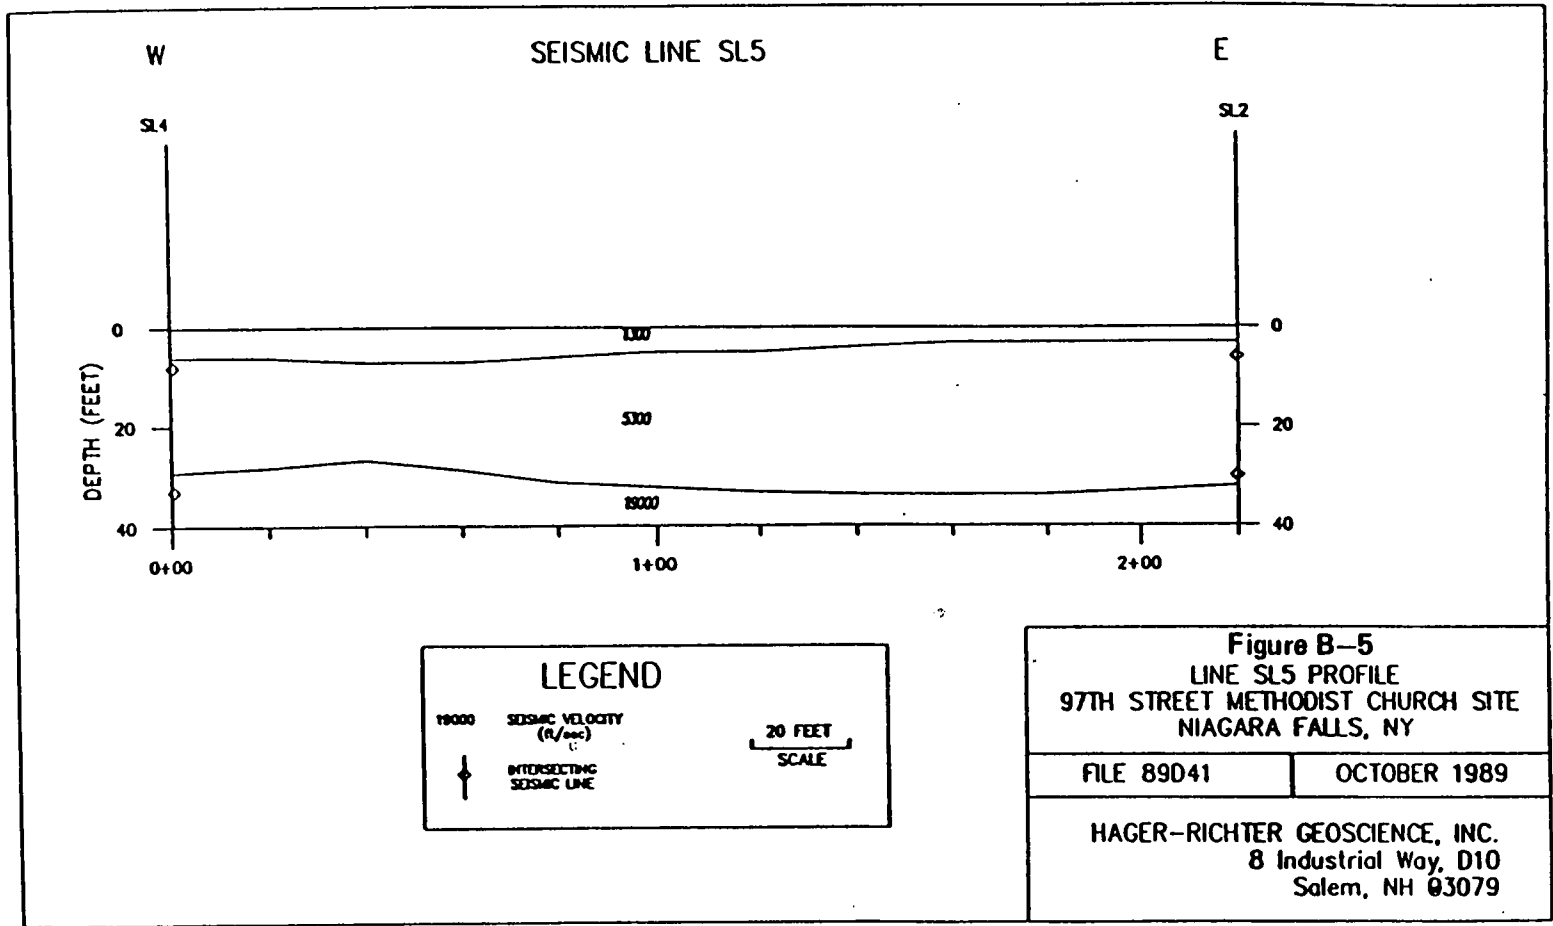 W SEISMIC LINE SL5 E
SL4 SL2
0 1300 0
DEPTH (FEET)
20 5300 20
19000
40 40
0+00 1+00 2+00
LEGEND
19000 SEISMIC VELOCITY
(ft/sec)
INTERSECTING
SEISMIC LINE
20 FEET
SCALE
Figure B-5
LINE SL5 PROFILE
97TH STREET METHODIST CHURCH SITE
NIAGARA FALLS, NY
FILE 89D41 OCTOBER 1989
HAGER-RICHTER GEOSCIENCE, INC.
8 Industrial Way, D10
Salem, NH 03079